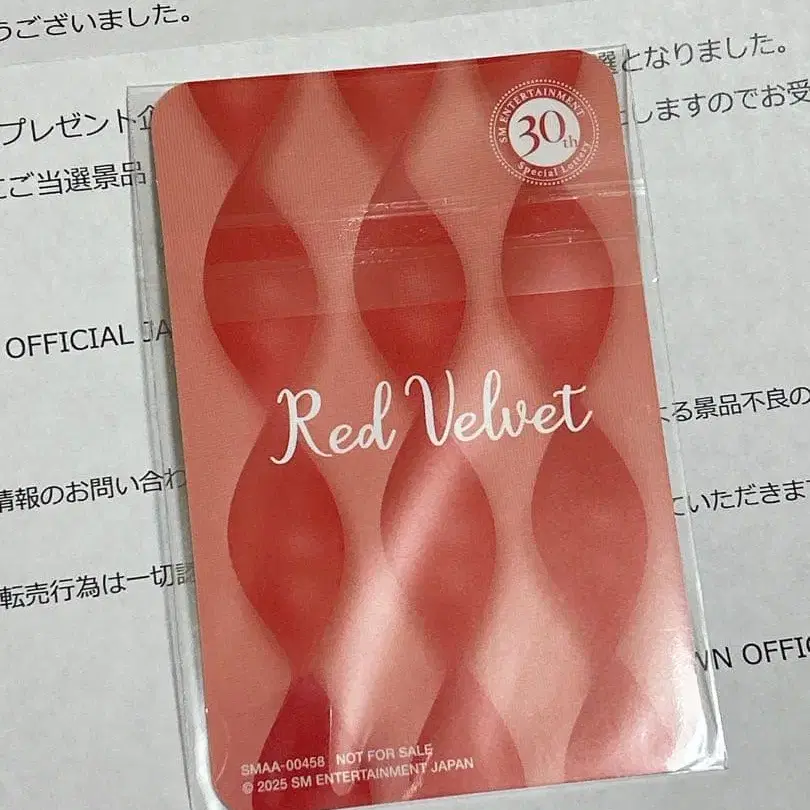 うございました。
プレゼント企
選となりました。
しますのでお受
ご当選景品
SM ENTERTAINMENT
30th
Special Lottery
OFFICIAL JA
Red Velvet
る景品不良の
情報のお問い合わ
ていただきます
転売行為は一切認
WN OFFIC
SMAA-00458 NOT FOR SALE
© 2025 SM ENTERTAINMENT JAPAN